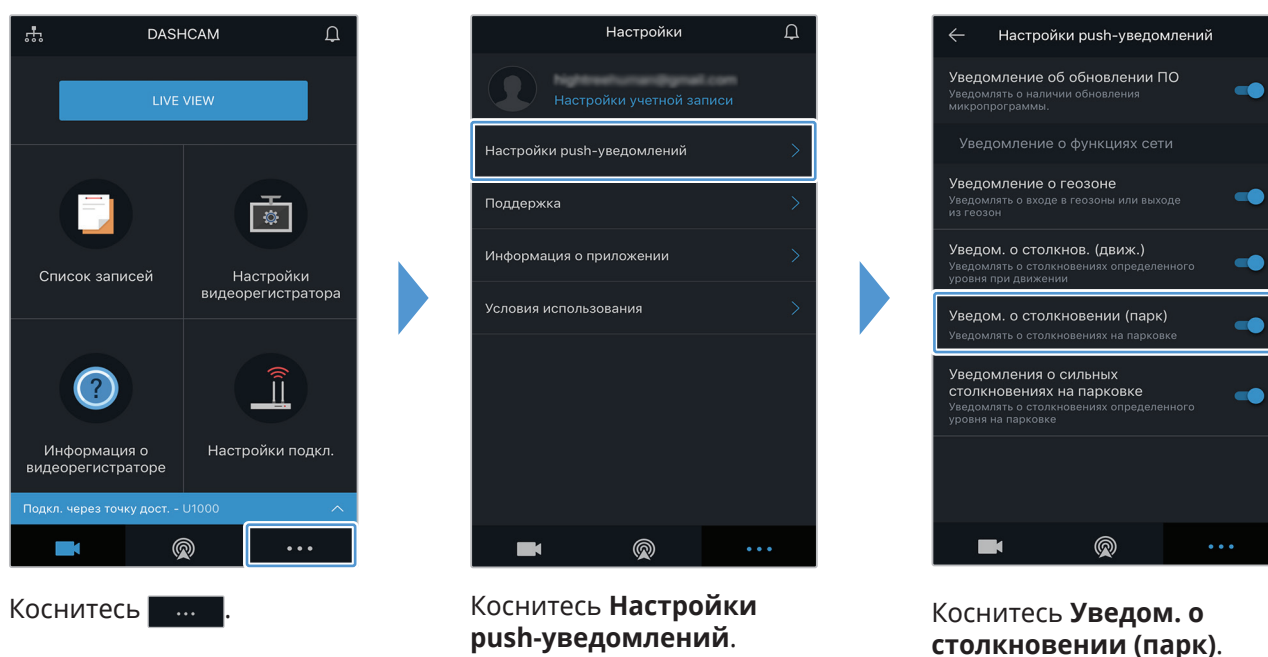 DASHCAM
LIVE VIEW
Список записей
Настройки
видеорегистратора
?
Информация о
видеорегистраторе
Настройки подкл.
Подкл. через точку дост. - U1000
...
Коснитесь ... .
Настройки
Настройки учетной записи
Настройки push-уведомлений
Поддержка
Информация о приложении
Условия использования
...
Коснитесь Настройки
push-уведомлений.
Настройки push-уведомлений
Уведомление об обновлении ПО
Уведомлять о наличии обновления
микропрограммы.
Уведомление о функциях сети
Уведомление о геозоне
Уведомлять о входе в геозоны или выходе
из геозон
Уведом. о столкнов. (движ.)
Уведомлять о столкновениях определенного
уровня при движении
Уведом. о столкновении (парк)
Уведомлять о столкновениях на парковке
Уведомления о сильных
столкновениях на парковке
Уведомлять о столкновениях определенного
уровня на парковке
...
Коснитесь Уведом. о
столкновении (парк).